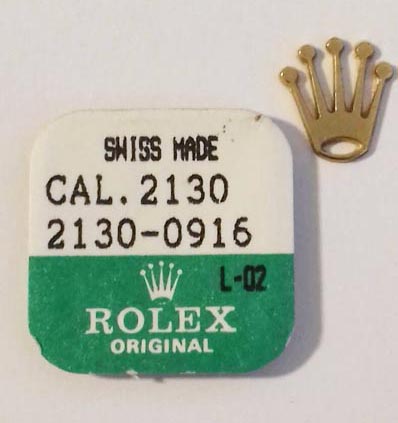 SWISS MADE
CAL. 2130
2130-0916
L-02
ROLEX
ORIGINAL